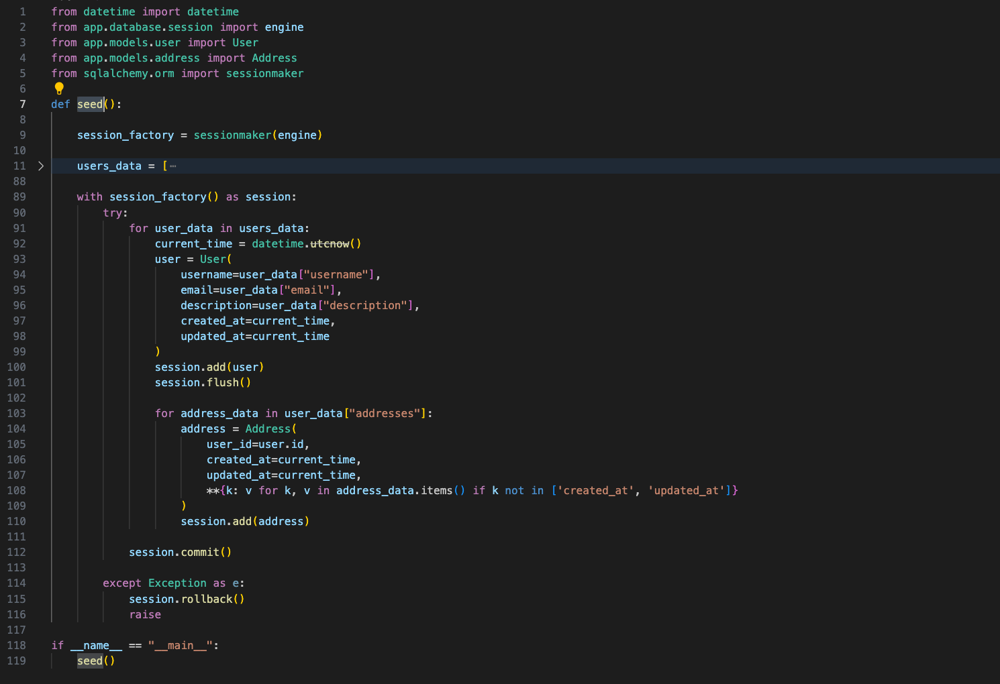 1 from datetime import datetime
2 from app.database.session import engine
3 from app.models.user import User
4 from app.models.address import Address
5 from sqlalchemy.orm import sessionmaker
6
7 def seed():
8
9     session_factory = sessionmaker(engine)
10
11     users_data = [⋯
88
89     with session_factory() as session:
90         try:
91             for user_data in users_data:
92                 current_time = datetime.utcnow()
93                 user = User(
94                     username=user_data["username"],
95                     email=user_data["email"],
96                     description=user_data["description"],
97                     created_at=current_time,
98                     updated_at=current_time
99                 )
100                 session.add(user)
101                 session.flush()
102
103                 for address_data in user_data["addresses"]:
104                     address = Address(
105                         user_id=user.id,
106                         created_at=current_time,
107                         updated_at=current_time,
108                         **{k: v for k, v in address_data.items() if k not in ['created_at', 'updated_at']}
109                     )
110                     session.add(address)
111
112             session.commit()
113
114         except Exception as e:
115             session.rollback()
116             raise
117
118 if __name__ == "__main__":
119     seed()